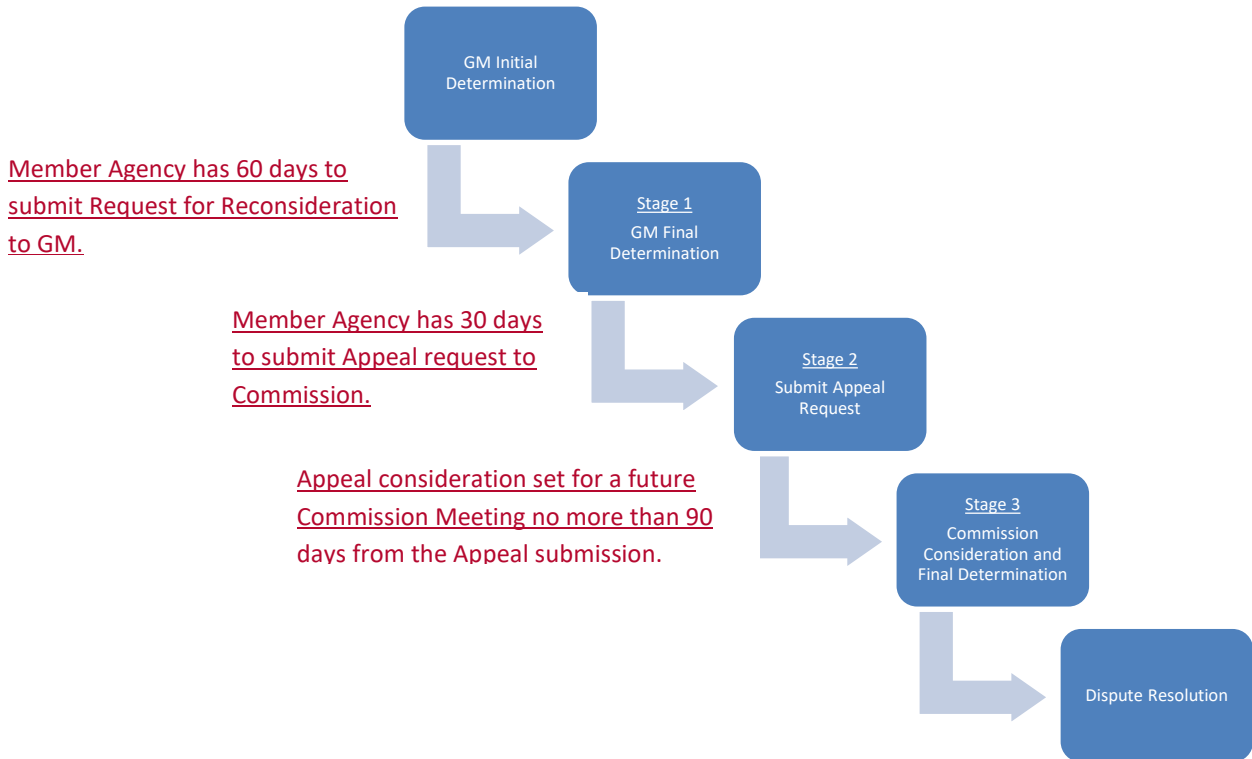 GM Initial
Determination
Member Agency has 60 days to
submit Request for Reconsideration
to GM.
Stage 1
GM Final
Determination
Member Agency has 30 days
to submit Appeal request to
Commission.
Stage 2
Submit Appeal
Request
Appeal consideration set for a future
Commission Meeting no more than 90
days from the Appeal submission.
Stage 3
Commission
Consideration and
Final Determination
Dispute Resolution